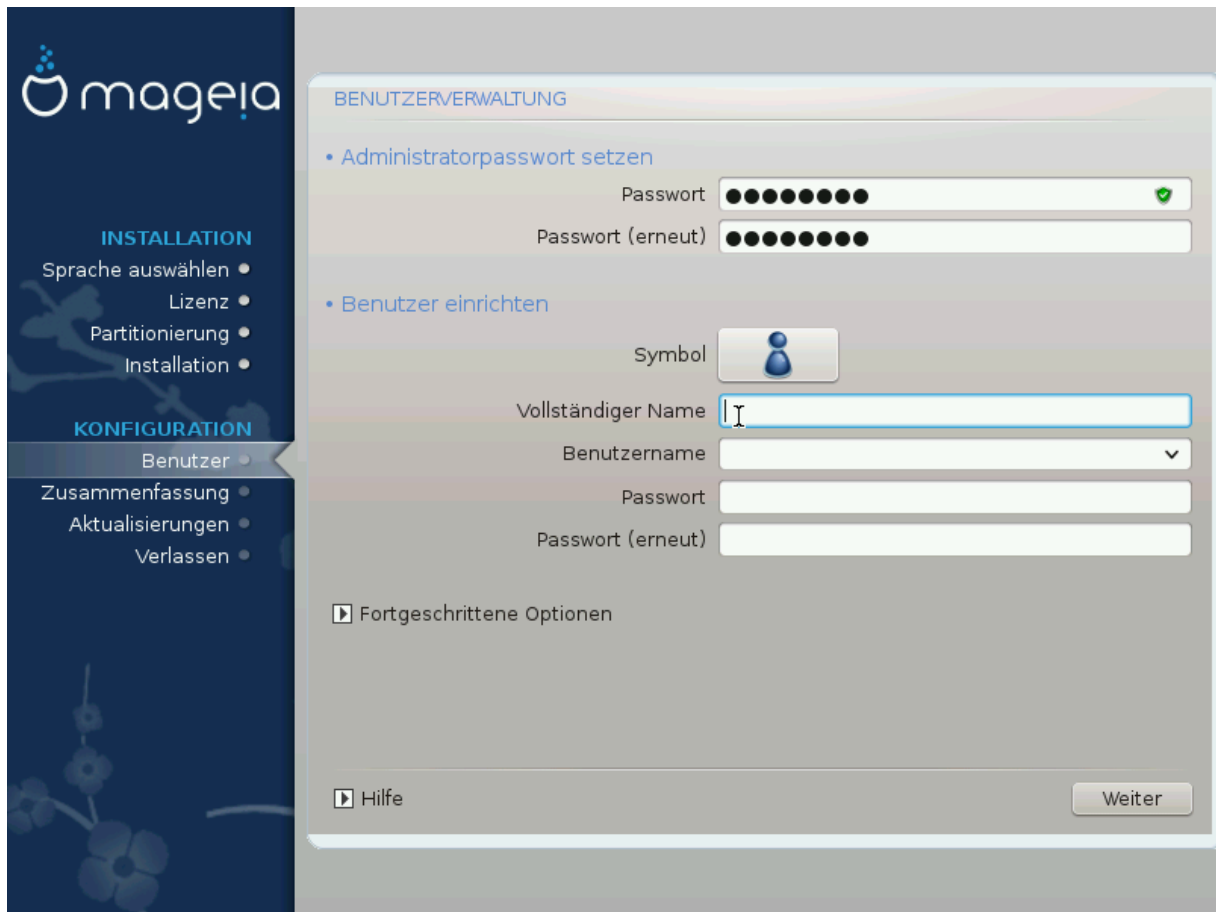 mageia
INSTALLATION
Sprache auswählen
Lizenz
Partitionierung
Installation
KONFIGURATION
Benutzer
Zusammenfassung
Aktualisierungen
Verlassen
BENUTZERVERWALTUNG
• Administratorpasswort setzen
Passwort ●●●●●●●●
Passwort (erneut) ●●●●●●●●
• Benutzer einrichten
Symbol
Vollständiger Name
Benutzername
Passwort
Passwort (erneut)
Fortgeschrittene Optionen
Hilfe
Weiter